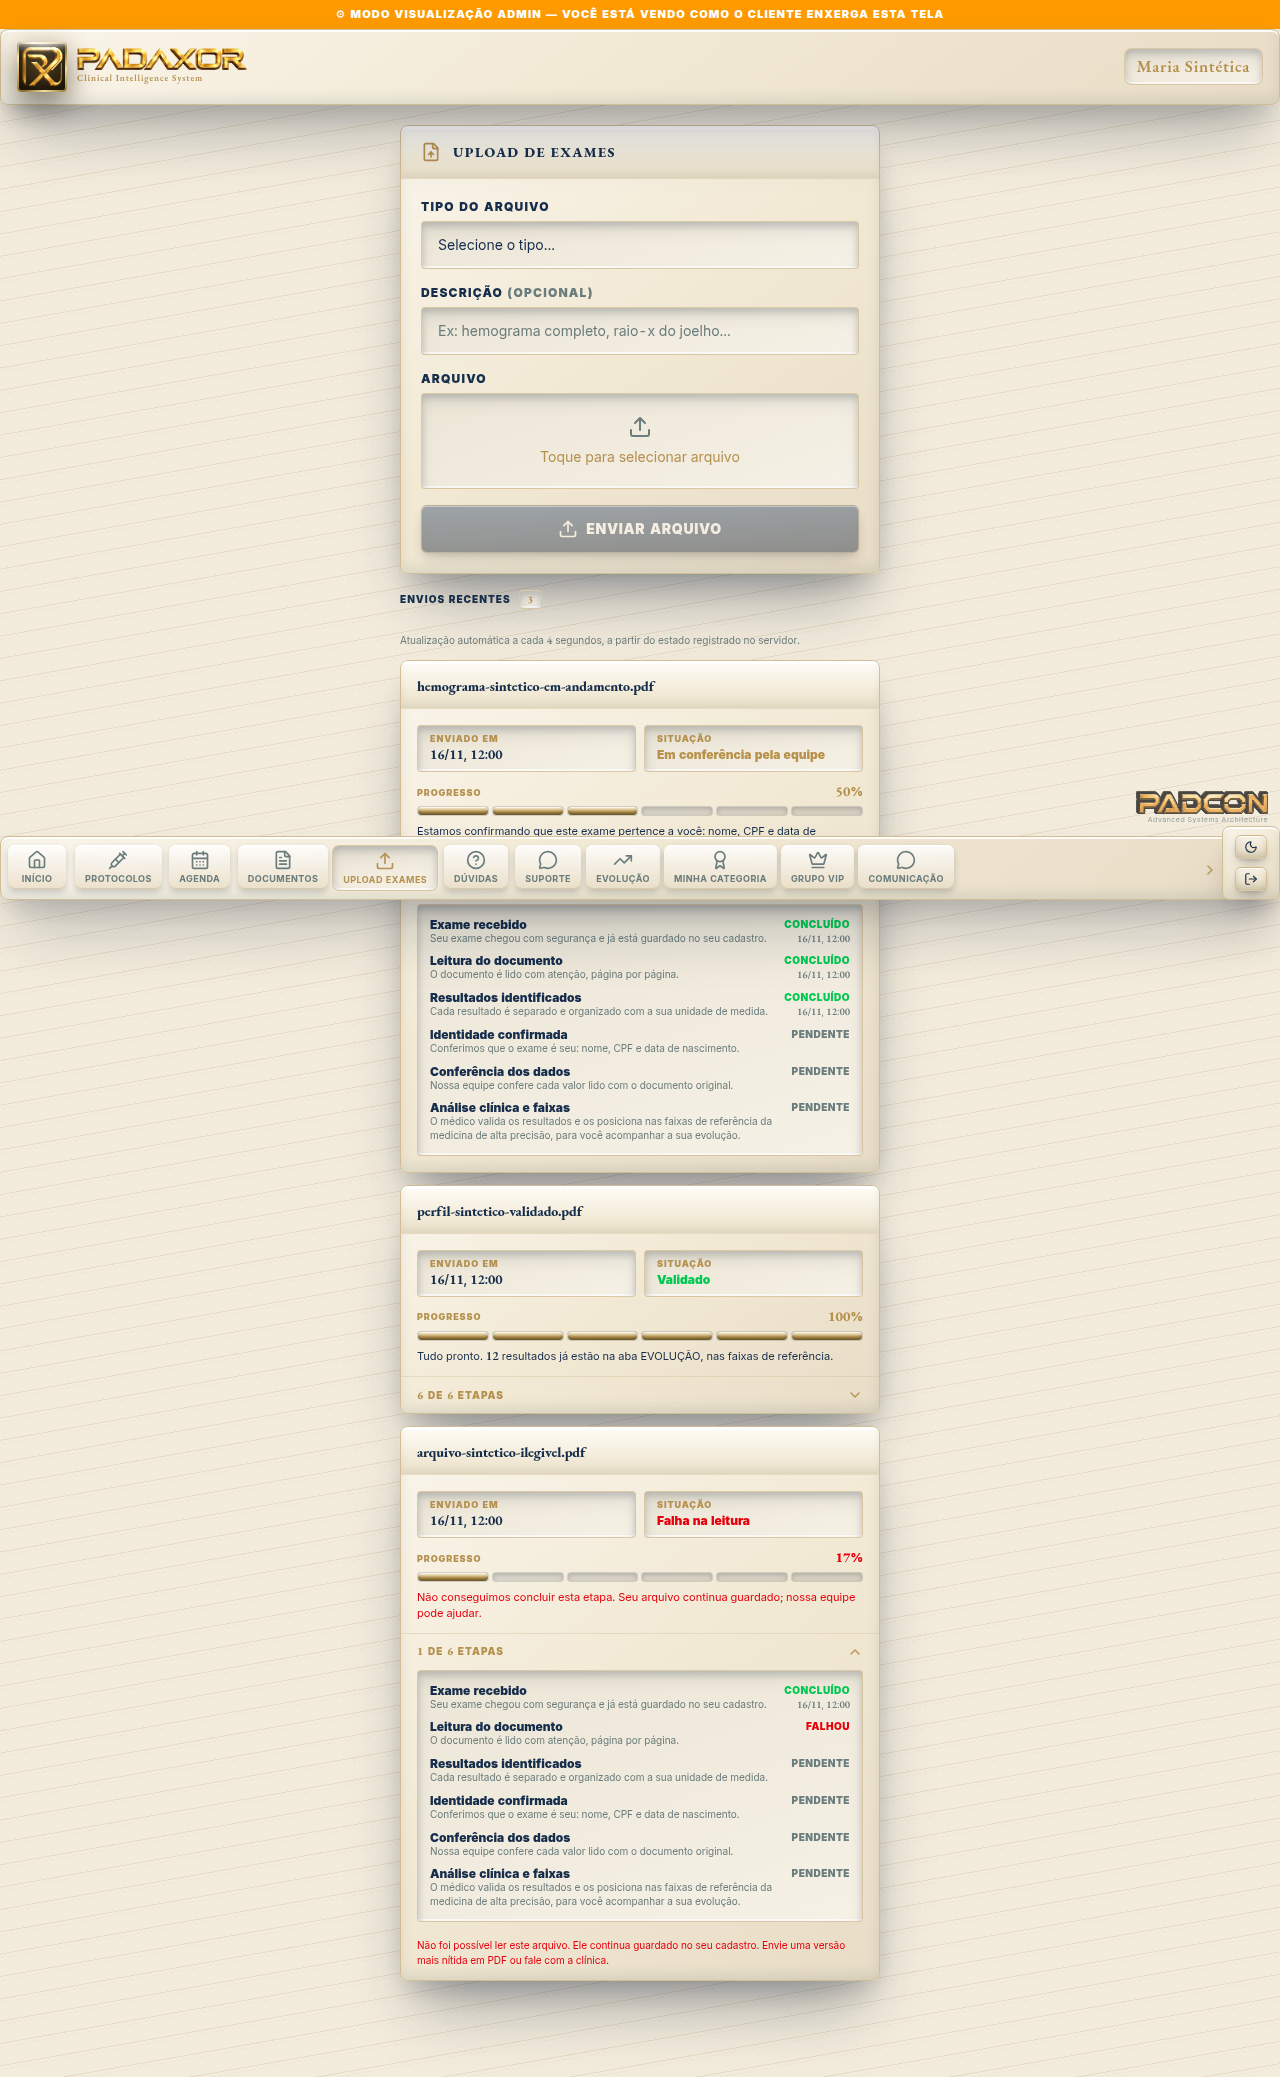 ⚙ MODO VISUALIZAÇÃO ADMIN — VOCÊ ESTÁ VENDO COMO O CLIENTE ENXERGA ESTA TELA
PADAXOR
Clinical Intelligence System
Maria Sintética
UPLOAD DE EXAMES
TIPO DO ARQUIVO
Selecione o tipo...
DESCRIÇÃO (OPCIONAL)
Ex: hemograma completo, raio-x do joelho...
ARQUIVO
Toque para selecionar arquivo
ENVIAR ARQUIVO
ENVIOS RECENTES 3
Atualização automática a cada 4 segundos, a partir do estado registrado no servidor.
hemograma-sintetico-em-andamento.pdf
ENVIADO EM
16/11, 12:00
SITUAÇÃO
Em conferência pela equipe
PROGRESSO 50%
Estamos confirmando que este exame pertence a você: nome, CPF e data de
PADCON
Advanced Systems Architecture
INÍCIO
PROTOCOLOS
AGENDA
DOCUMENTOS
UPLOAD EXAMES
DÚVIDAS
SUPORTE
EVOLUÇÃO
MINHA CATEGORIA
GRUPO VIP
COMUNICAÇÃO
Exame recebido CONCLUÍDO
Seu exame chegou com segurança e já está guardado no seu cadastro. 16/11, 12:00
Leitura do documento CONCLUÍDO
O documento é lido com atenção, página por página. 16/11, 12:00
Resultados identificados CONCLUÍDO
Cada resultado é separado e organizado com a sua unidade de medida. 16/11, 12:00
Identidade confirmada PENDENTE
Conferimos que o exame é seu: nome, CPF e data de nascimento.
Conferência dos dados PENDENTE
Nossa equipe confere cada valor lido com o documento original.
Análise clínica e faixas PENDENTE
O médico valida os resultados e os posiciona nas faixas de referência da
medicina de alta precisão, para você acompanhar a sua evolução.
perfil-sintetico-validado.pdf
ENVIADO EM
16/11, 12:00
SITUAÇÃO
Validado
PROGRESSO 100%
Tudo pronto. 12 resultados já estão na aba EVOLUÇÃO, nas faixas de referência.
6 DE 6 ETAPAS
arquivo-sintetico-ilegivel.pdf
ENVIADO EM
16/11, 12:00
SITUAÇÃO
Falha na leitura
PROGRESSO 17%
Não conseguimos concluir esta etapa. Seu arquivo continua guardado; nossa equipe
pode ajudar.
1 DE 6 ETAPAS
Exame recebido CONCLUÍDO
Seu exame chegou com segurança e já está guardado no seu cadastro. 16/11, 12:00
Leitura do documento FALHOU
O documento é lido com atenção, página por página.
Resultados identificados PENDENTE
Cada resultado é separado e organizado com a sua unidade de medida.
Identidade confirmada PENDENTE
Conferimos que o exame é seu: nome, CPF e data de nascimento.
Conferência dos dados PENDENTE
Nossa equipe confere cada valor lido com o documento original.
Análise clínica e faixas PENDENTE
O médico valida os resultados e os posiciona nas faixas de referência da
medicina de alta precisão, para você acompanhar a sua evolução.
Não foi possível ler este arquivo. Ele continua guardado no seu cadastro. Envie uma versão
mais nítida em PDF ou fale com a clínica.